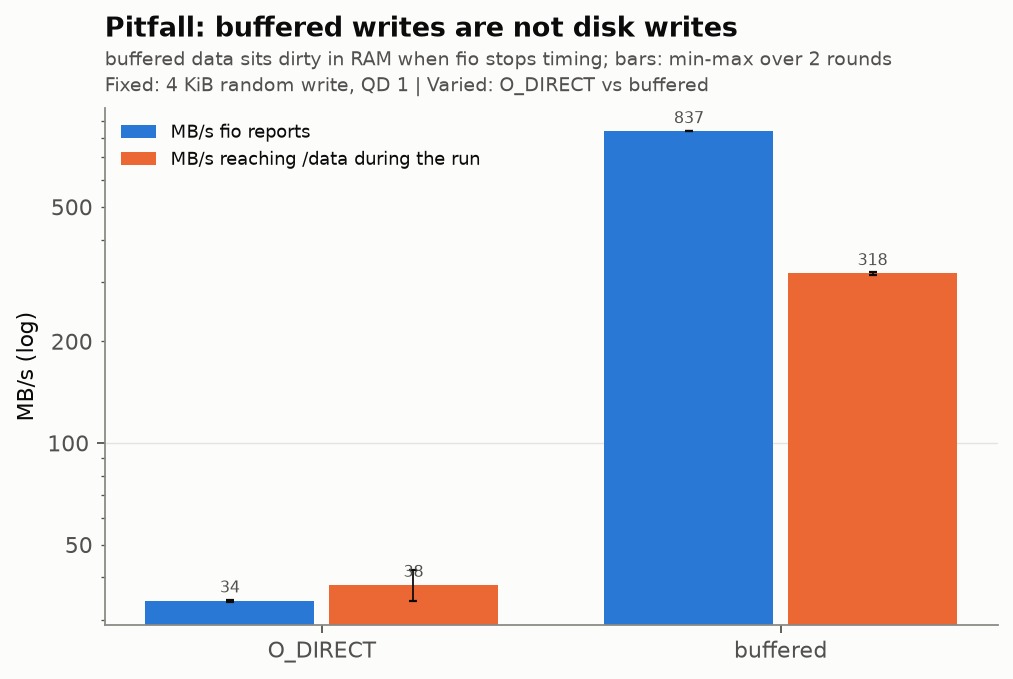 Pitfall: buffered writes are not disk writes
buffered data sits dirty in RAM when fio stops timing; bars: min-max over 2 rounds
Fixed: 4 KiB random write, QD 1 | Varied: O_DIRECT vs buffered
MB/s fio reports
MB/s reaching /data during the run
837
318
34
38
500
200
100
50
MB/s (log)
O_DIRECT
buffered